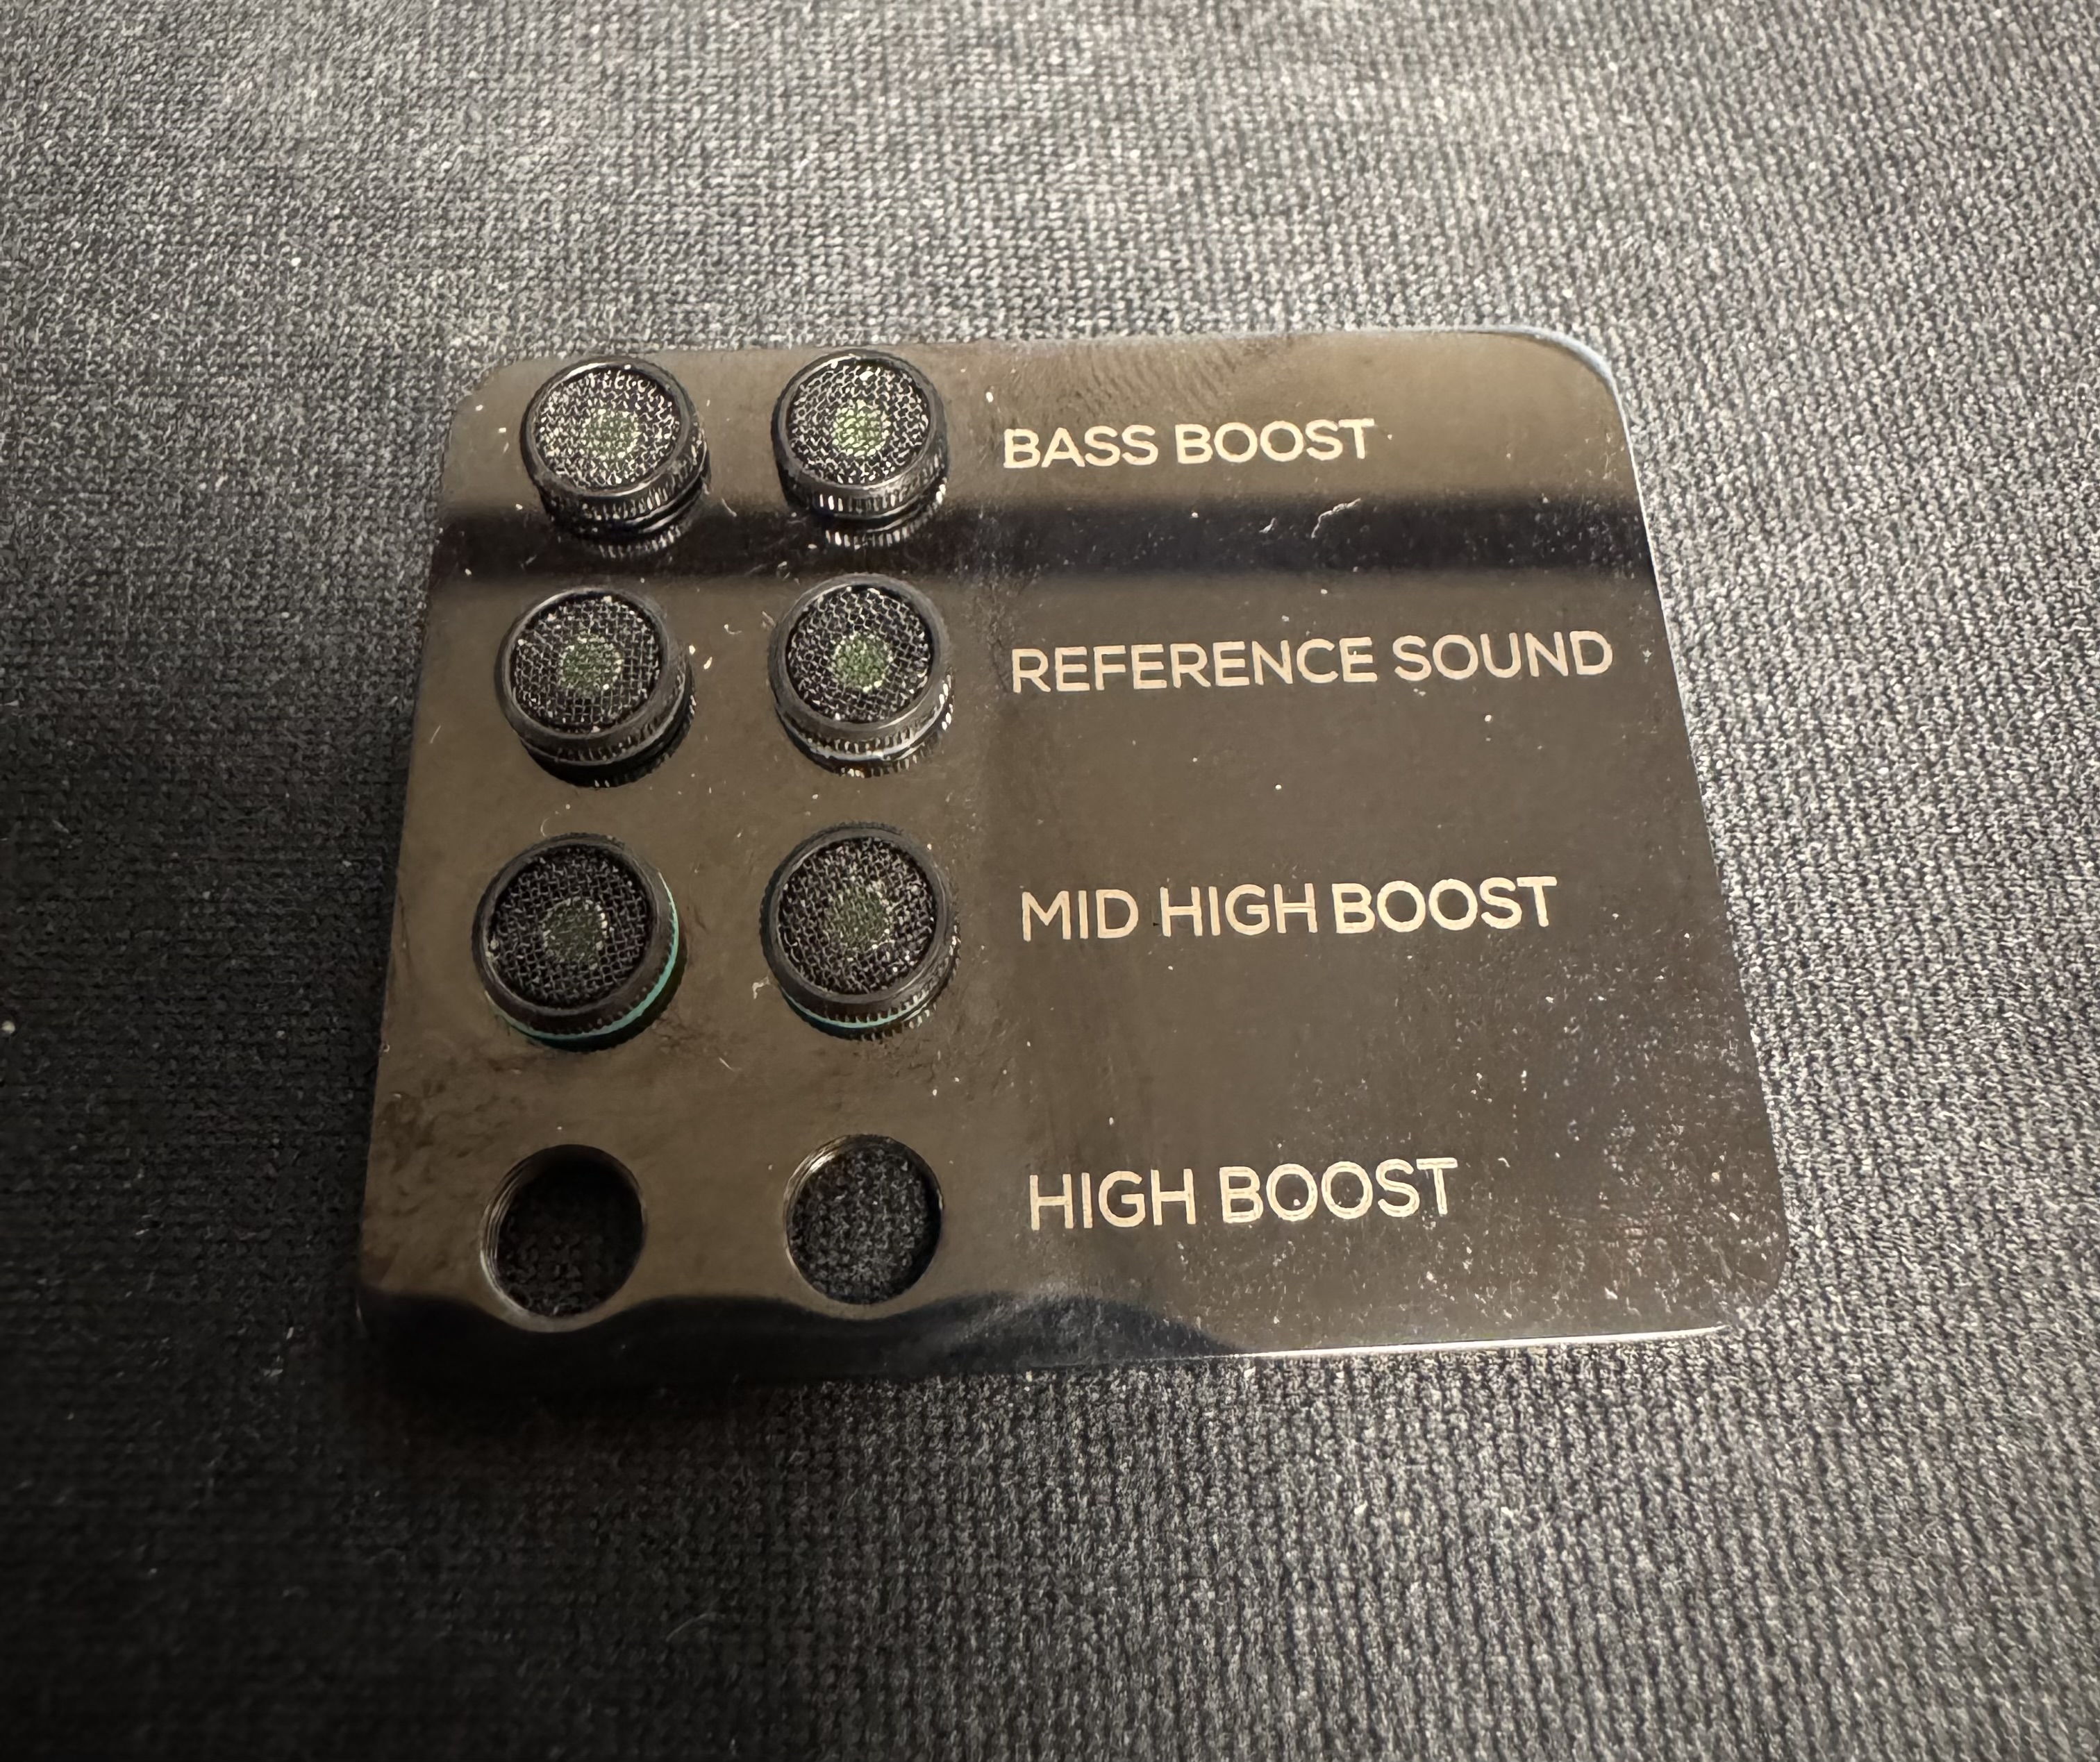 BASS BOOST
REFERENCE SOUND
MID HIGH BOOST
HIGH BOOST